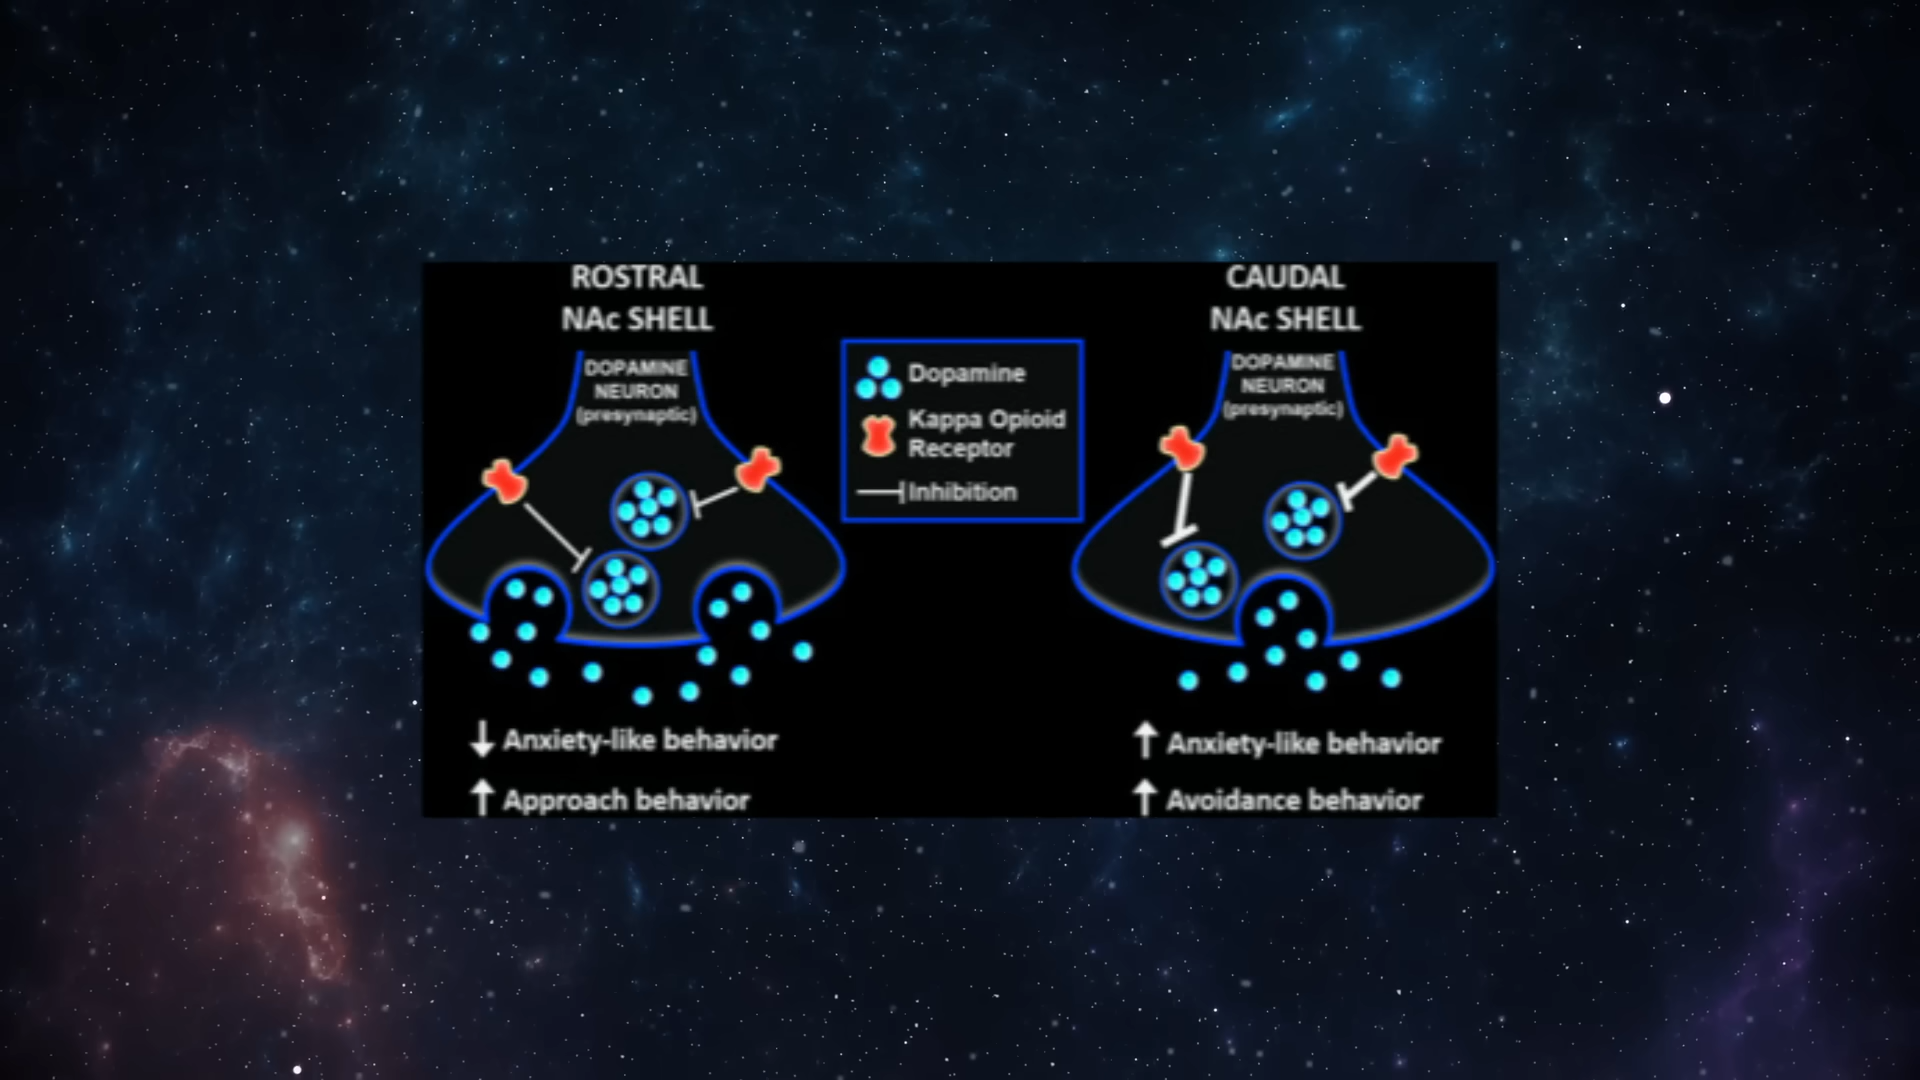 ROSTRAL
NAc SHELL
DOPAMINE
NEURON
(presynaptic)
Dopamine
Kappa Opioid
Receptor
Inhibition
CAUDAL
NAc SHELL
DOPAMINE
NEURON
(presynaptic)
↓ Anxiety-like behavior
↑ Approach behavior
↑ Anxiety-like behavior
↑ Avoidance behavior